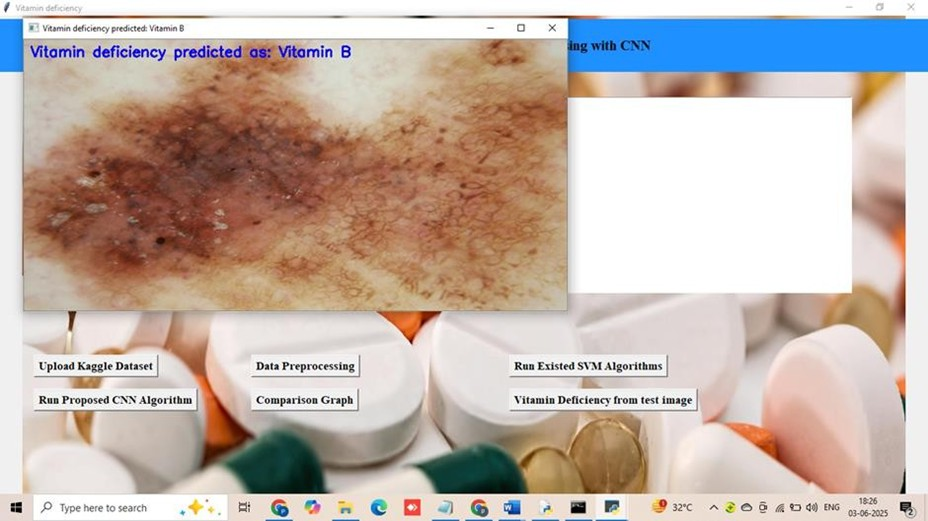 Vitamin deficiency
Vitamin deficiency predicted: Vitamin B
Vitamin deficiency predicted as: Vitamin B
sing with CNN
Upload Kaggle Dataset
Data Preprocessing
Run Existed SVM Algorithms
Run Proposed CNN Algorithm
Comparison Graph
Vitamin Deficiency from test image
Type here to search
32°C
ENG
18:26
03-06-2025